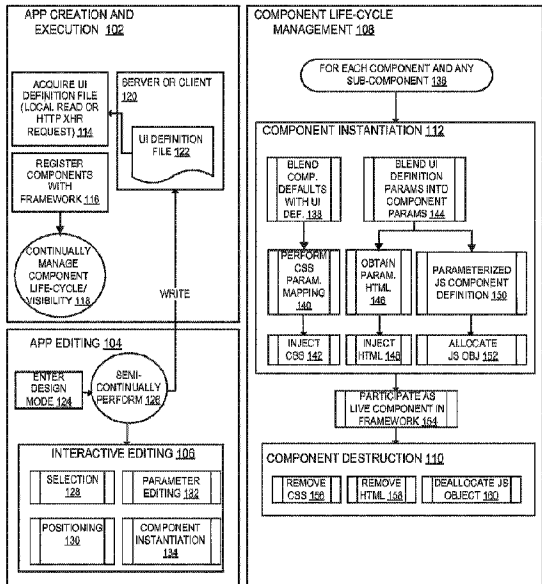 APP CREATION AND
EXECUTION 102
ACQUIRE UI
DEFINITION FILE
(LOCAL READ OR
HTTP XHR
REQUEST) 114
SERVER OR CLIENT
120
UI DEFINITION
FILE 122
REGISTER
COMPONENTS
WITH
FRAMEWORK 116
CONTINUALLY
MANAGE
COMPONENT
LIFE-CYCLE/
VISIBILITY 118
WRITE
APP EDITING 104
ENTER
DESIGN
MODE 124
SEMI-
CONTINUALLY
PERFORM 126
INTERACTIVE EDITING 106
SELECTION
128
PARAMETER
EDITING 132
POSITIONING
130
COMPONENT
INSTANTIATION
134
COMPONENT LIFE-CYCLE
MANAGEMENT 108
FOR EACH COMPONENT AND ANY
SUB-COMPONENT 136
COMPONENT INSTANTIATION 112
BLEND
COMP.
DEFAULTS
WITH UI
DEF. 138
BLEND UI
DEFINITION
PARAMS INTO
COMPONENT
PARAMS 144
PERFORM
CSS
PARAM.
MAPPING
140
OBTAIN
PARAM.
HTML
146
PARAMETERIZED
JS COMPONENT
DEFINITION 150
INJECT
CSS 142
INJECT
HTML 148
ALLOCATE
JS OBJ 152
PARTICIPATE AS
LIVE COMPONENT IN
FRAMEWORK 154
COMPONENT DESTRUCTION 110
REMOVE
CSS 156
REMOVE
HTML 158
DEALLOCATE JS
OBJECT 160